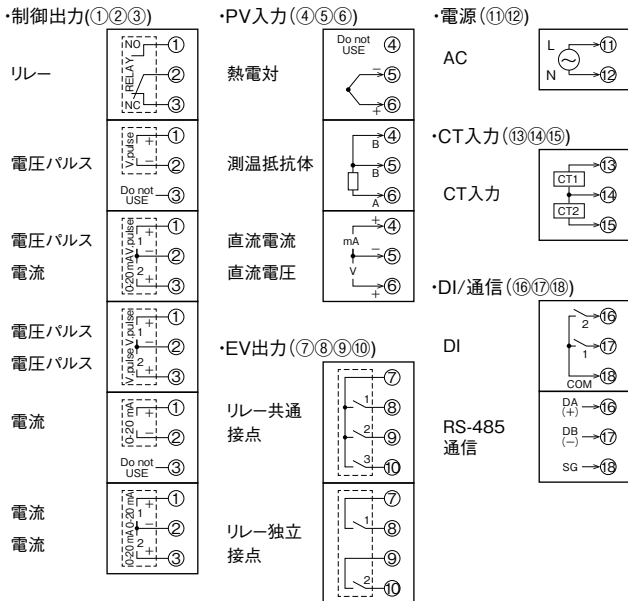 ・制御出力(①②③)
リレー
RELAY
NO
①
②
NC
③
電圧パルス
V.pulse
+
①
−
②
Do not
USE
③
電圧パルス
電流
V.pulse
0-20 mA
+
①
1
−
②
2
+
③
電圧パルス
電圧パルス
V.pulse
V.pulse
+
①
1
−
②
2
+
③
電流
0-20 mA
+
①
−
②
Do not
USE
③
電流
電流
0-20 mA
0-20 mA
+
①
1
−
②
2
+
③
・PV入力(④⑤⑥)
熱電対
Do not
USE
④
−
⑤
+
⑥
測温抵抗体
④
B
⑤
B
⑥
A
直流電流
直流電圧
+
④
mA
−
⑤
V
+
⑥
・EV出力(⑦⑧⑨⑩)
リレー共通
接点
⑦
1
⑧
2
⑨
3
⑩
リレー独立
接点
⑦
1
⑧
⑨
2
⑩
・電源(⑪⑫)
AC
L
⑪
N
⑫
・CT入力(⑬⑭⑮)
CT入力
⑬
CT1
⑭
CT2
⑮
・DI/通信(⑯⑰⑱)
DI
⑯
2
⑰
1
⑱
COM
RS-485
通信
DA
(+)
⑯
DB
(−)
⑰
SG
⑱